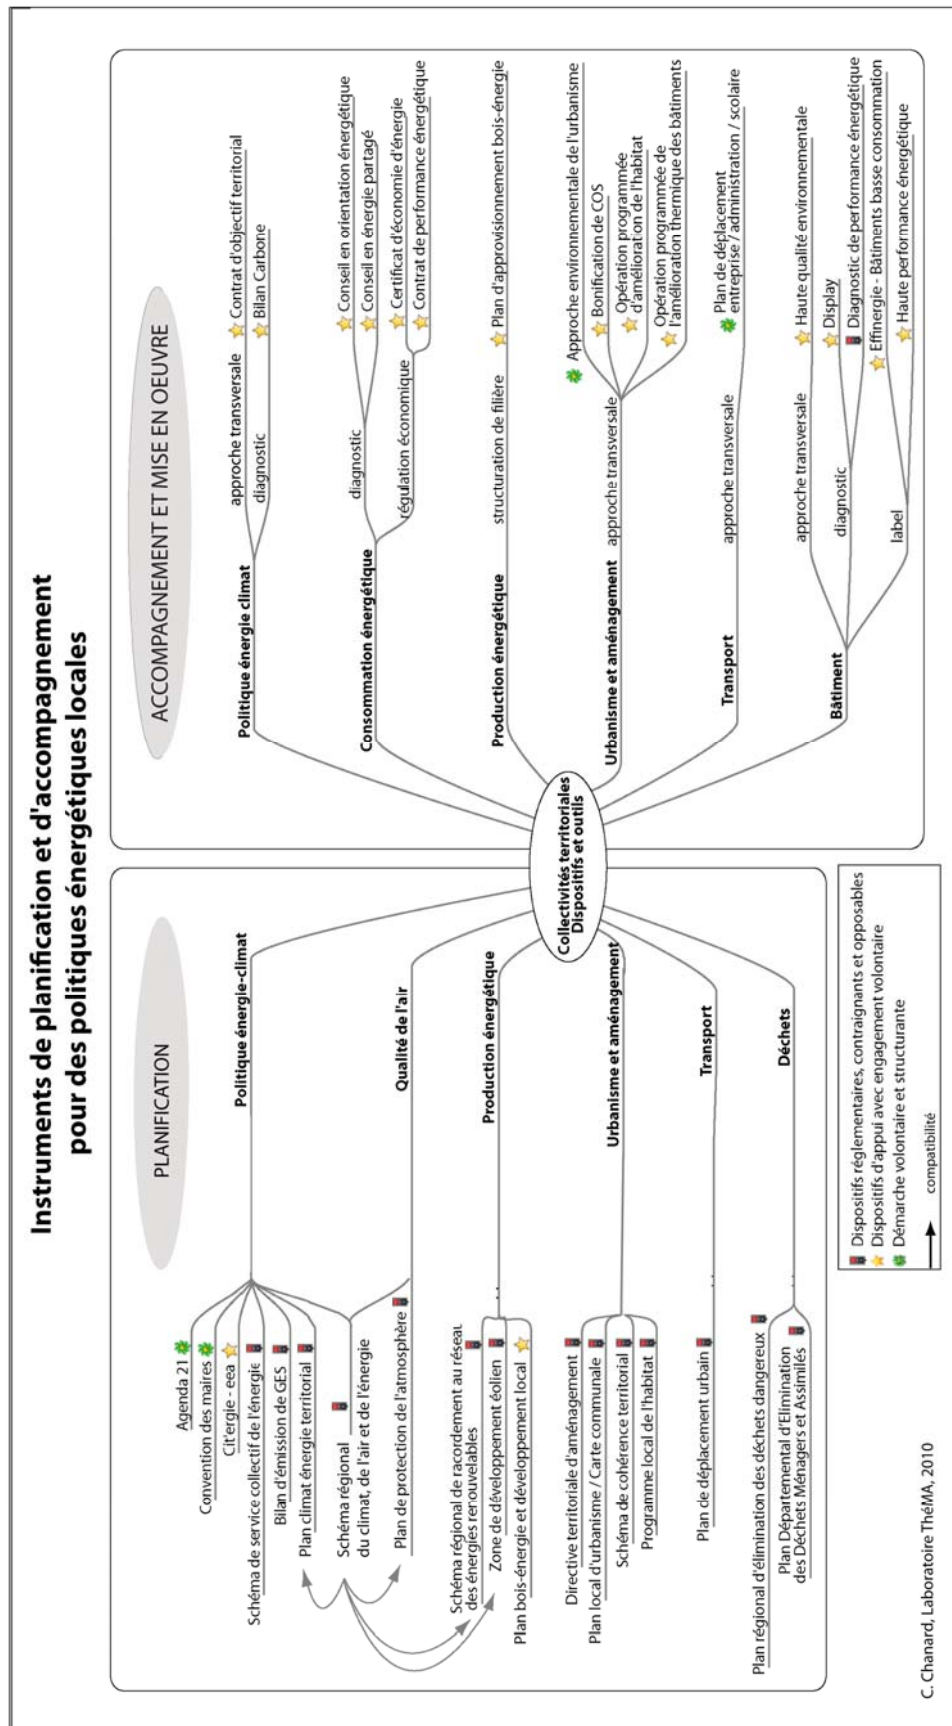 Instruments de planification et d'accompagnement
pour des politiques énergétiques locales
PLANIFICATION
Politique énergie-climat
Agenda 21
Convention des maires
Cit'ergie - eea
Schéma de service collectif de l'énergie
Bilan d'émission de GES
Plan climat énergie territorial
Schéma régional
du climat, de l'air et de l'énergie
Qualité de l'air
Plan de protection de l'atmosphère
Production énergétique
Schéma régional de racordement au réseau
des énergies renouvelables
Zone de développement éolien
Plan bois-énergie et développement local
Urbanisme et aménagement
Directive territoriale d'aménagement
Plan local d'urbanisme / Carte communale
Schéma de cohérence territorial
Programme local de l'habitat
Transport
Plan de déplacement urbain
Déchets
Plan régional d'élimination des déchets dangereux
Plan Départemental d'Elimination
des Déchets Ménagers et Assimilés
Collectivités territoriales
Dispositifs et outils
ACCOMPAGNEMENT ET MISE EN OEUVRE
Politique énergie climat
approche transversale
Contrat d'objectif territorial
diagnostic
Bilan Carbone
Consommation énergétique
diagnostic
Conseil en orientation énergétique
Conseil en énergie partagé
régulation économique
Certificat d'économie d'énergie
Contrat de performance énergétique
Production énergétique
structuration de filière
Plan d'approvisionnement bois-énergie
Urbanisme et aménagement
approche transversale
Approche environnementale de l'urbanisme
Bonification de COS
Opération programmée
d'amélioration de l'habitat
Opération programmée de
l'amélioration thermique des bâtiments
Transport
approche transversale
Plan de déplacement
entreprise / administration / scolaire
Bâtiment
approche transversale
Haute qualité environnementale
diagnostic
Display
Diagnostic de performance énergétique
label
Effinergie - Bâtiments basse consommation
Haute performance énergétique
Dispositifs réglementaires, contraignants et opposables
Dispositifs d'appui avec engagement volontaire
Démarche volontaire et structurante
compatibilité
C. Chanard, Laboratoire ThéMA, 2010